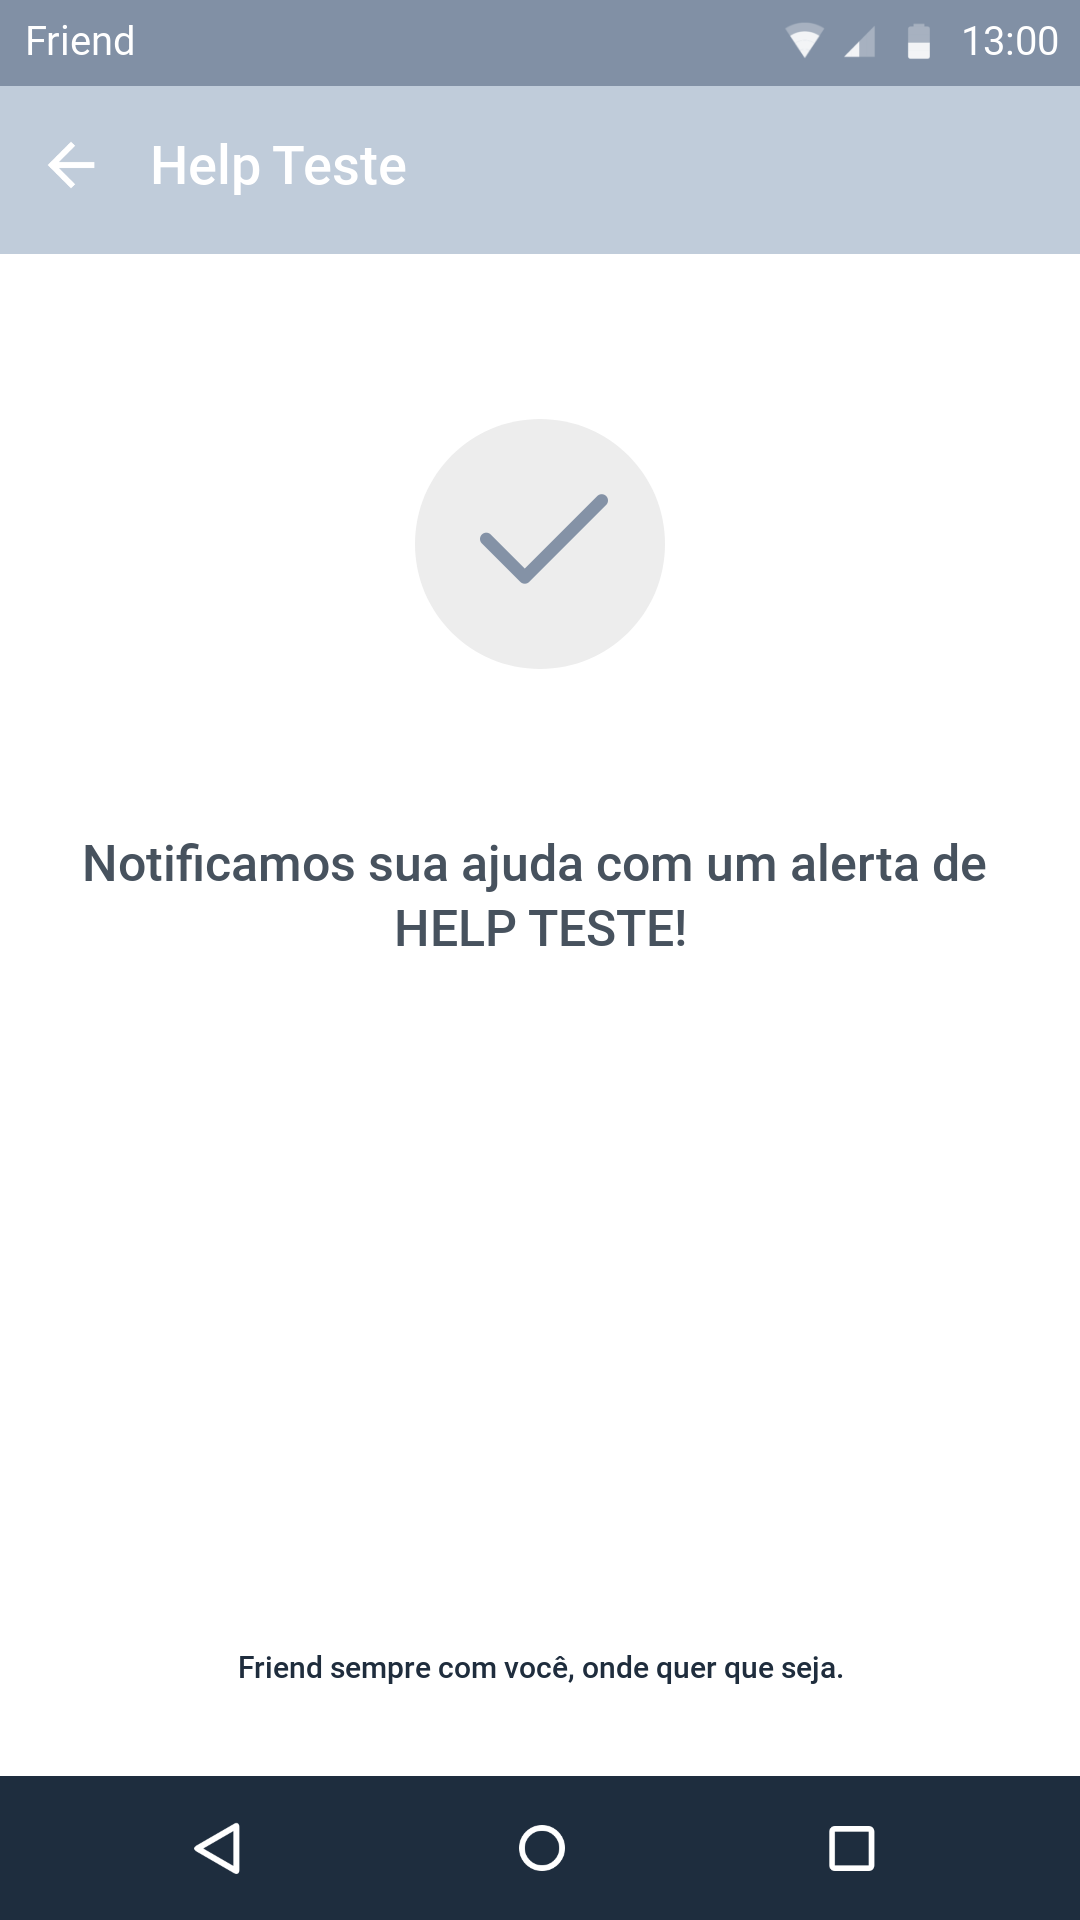 Friend 13:00
Help Teste
Notificamos sua ajuda com um alerta de
HELP TESTE!
Friend sempre com você, onde quer que seja.